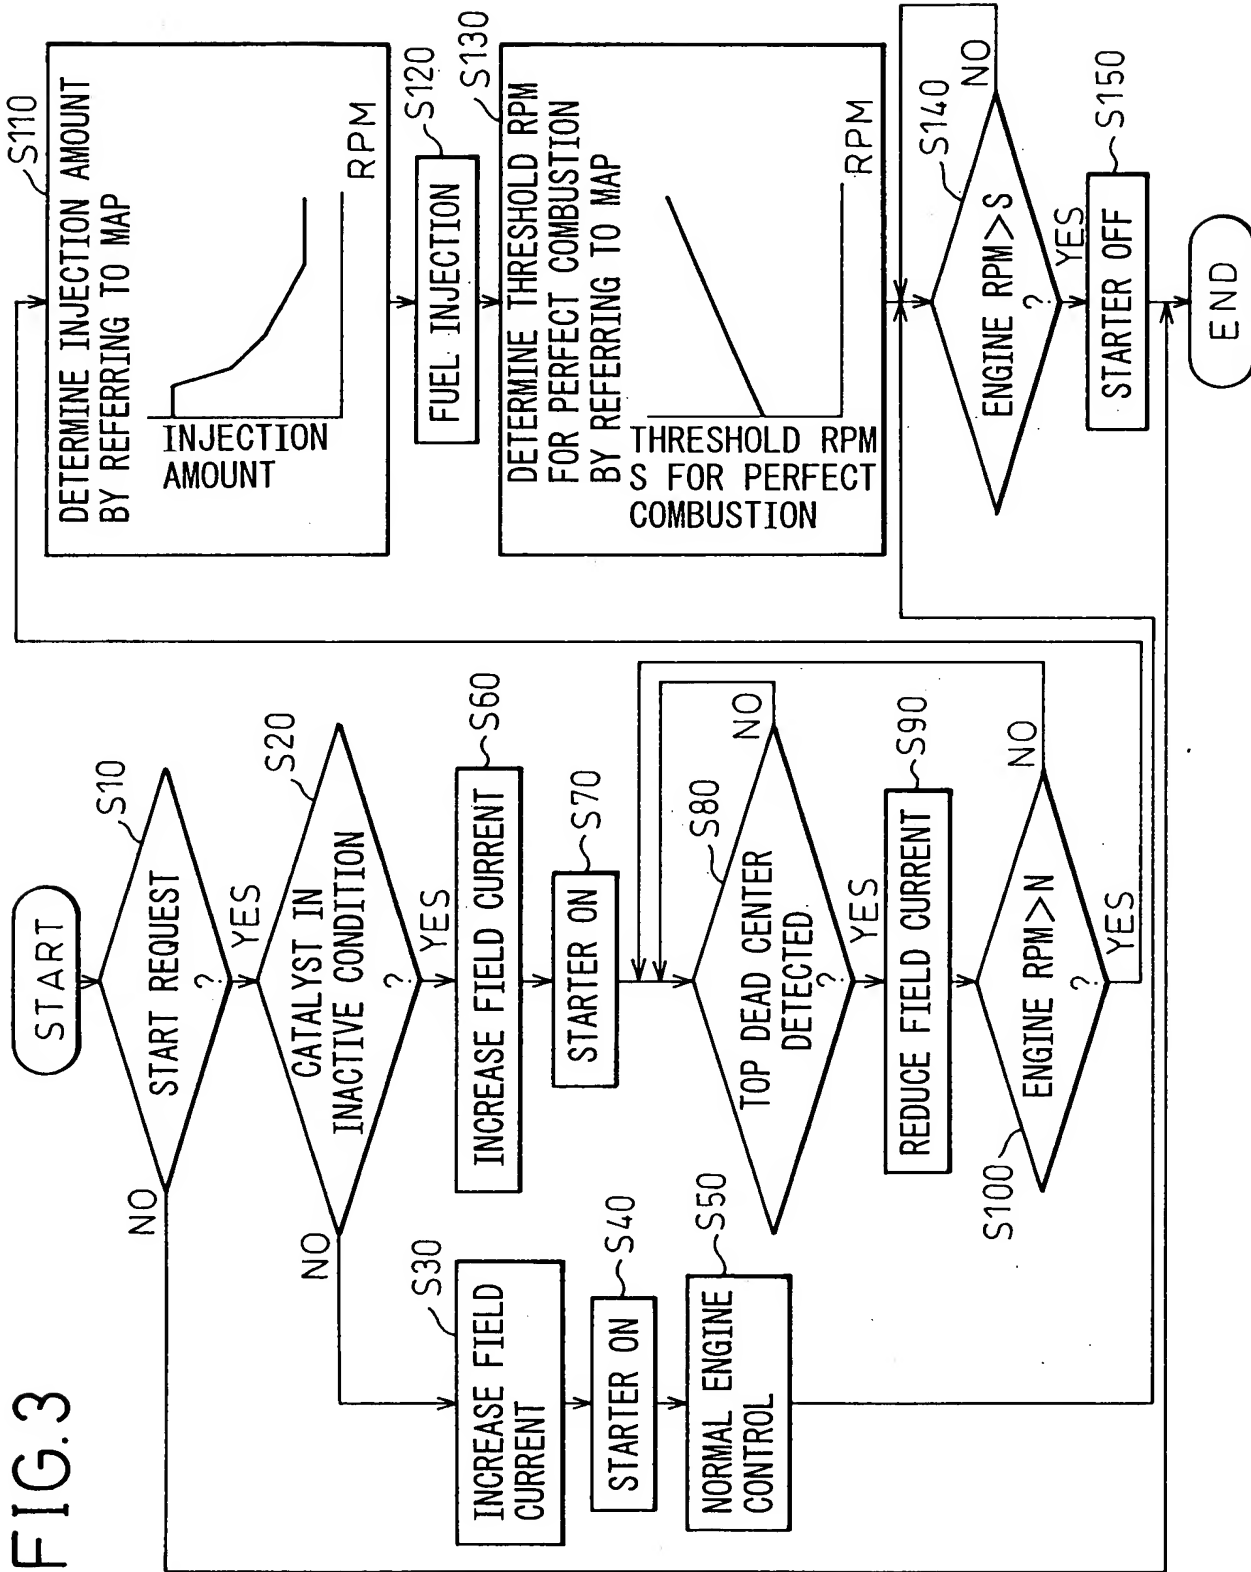 FIG.3
START
S10
START REQUEST
?
NO
YES
S20
CATALYST IN
INACTIVE CONDITION
?
NO
YES
S30
INCREASE FIELD
CURRENT
S40
STARTER ON
S50
NORMAL ENGINE
CONTROL
S60
INCREASE FIELD CURRENT
S70
STARTER ON
S80
TOP DEAD CENTER
DETECTED
?
NO
YES
S90
REDUCE FIELD CURRENT
S100
ENGINE RPM>N
?
NO
YES
S110
DETERMINE INJECTION AMOUNT
BY REFERRING TO MAP
INJECTION
AMOUNT
RPM
S120
FUEL INJECTION
S130
DETERMINE THRESHOLD RPM
FOR PERFECT COMBUSTION
BY REFERRING TO MAP
THRESHOLD RPM
S FOR PERFECT
COMBUSTION
RPM
S140
ENGINE RPM>S
?
NO
YES
S150
STARTER OFF
END